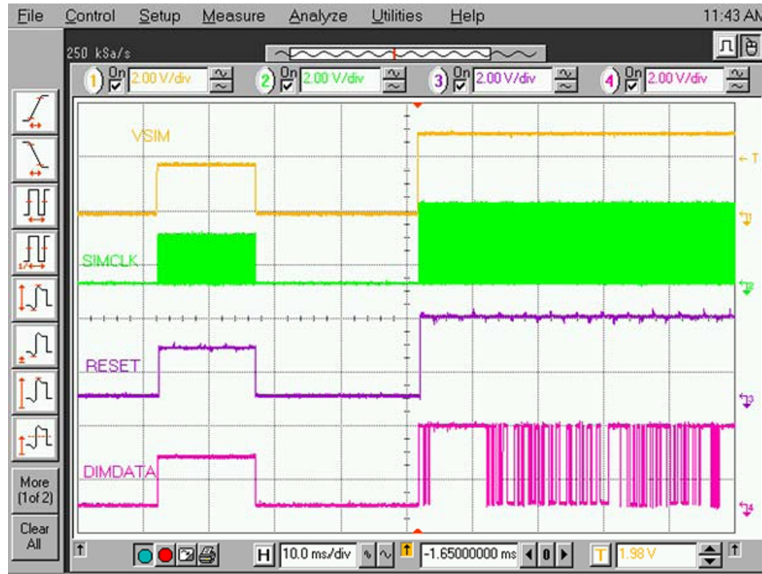 File Control Setup Measure Analyze Utilities Help 11:43 AM
250 kSa/s
1 On 2.00 V/div 2 On 2.00 V/div 3 On 2.00 V/div 4 On 2.00 V/div
VSIM
T
SIMCLK
RESET
DIMDATA
More
(1of 2)
Clear
All
H 10.0 ms/div T -1.65000000 ms 0 T 1.98 V